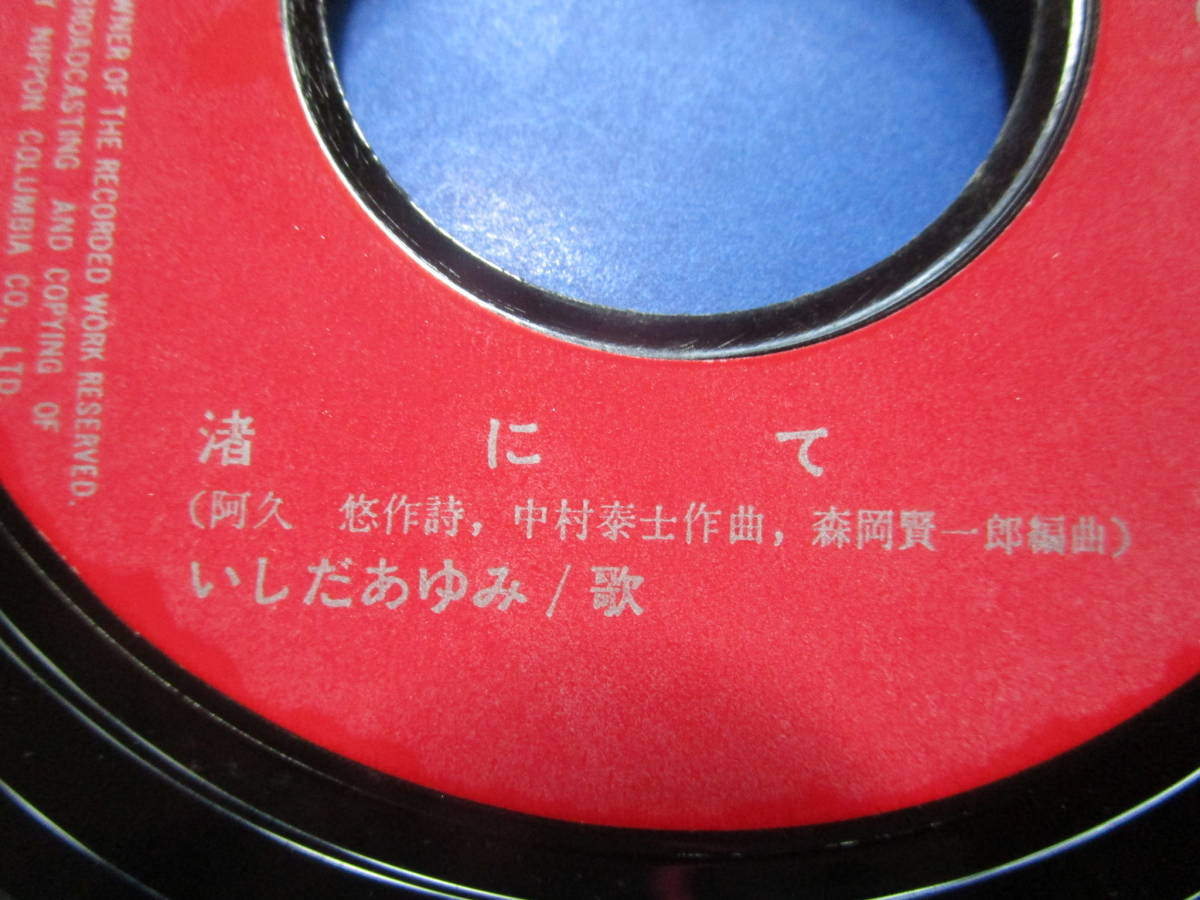 渚にて
(阿久 悠作詩, 中村泰士作曲, 森岡賢一郎編曲)
いしだあゆみ/歌
OWNER OF THE RECORDED WORK RESERVED.
BROADCASTING AND COPYING OF
NIPPON COLUMBIA CO., LTD